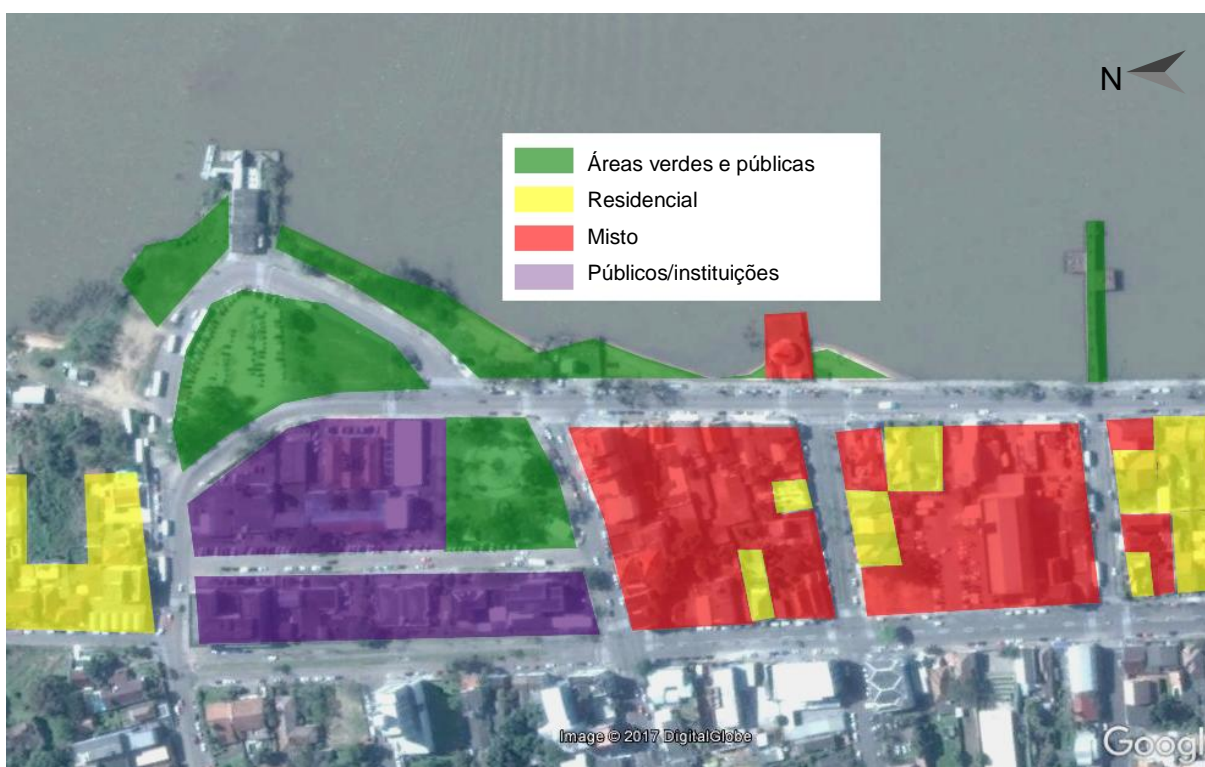 N
Áreas verdes e públicas
Residencial
Misto
Públicos/instituições
Image © 2017 DigitalGlobe
Googl